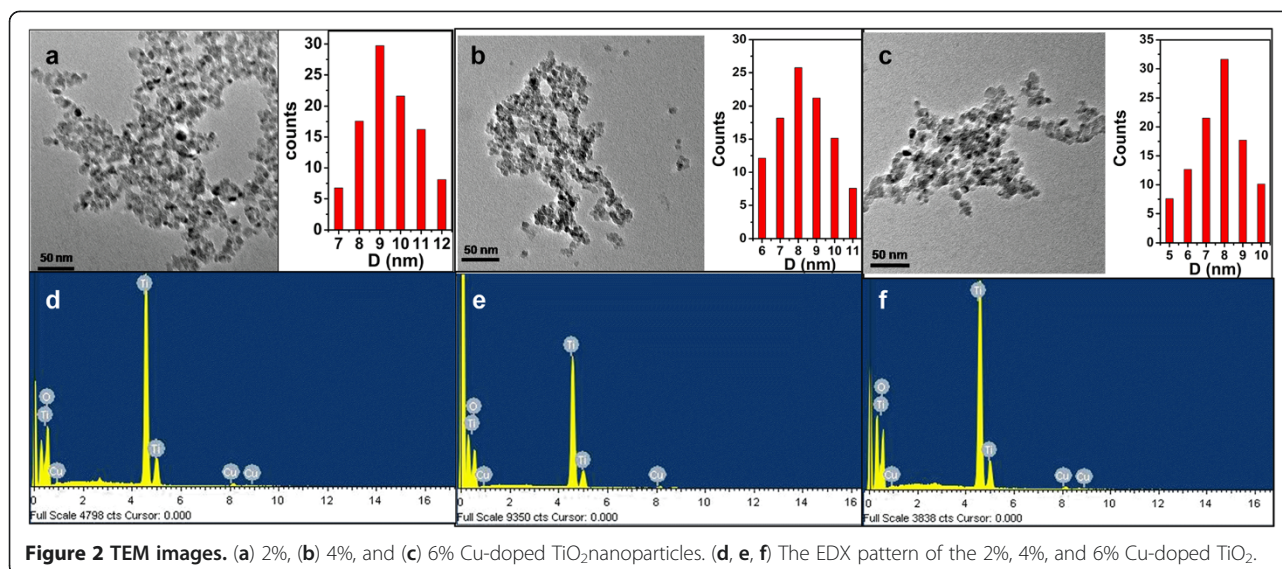 a
30
25
20
15
10
5
0
counts
7 8 9 10 11 12
D (nm)
50 nm
b
30
25
20
15
10
5
0
Counts
6 7 8 9 10 11
D (nm)
50 nm
c
35
30
25
20
15
10
5
0
Counts
5 6 7 8 9 10
D (nm)
50 nm
d
Ti
O
Ti
Ti
Cu
Cu
Cu
0 2 4 6 8 10 12 14 16
Full Scale 4798 cts Cursor: 0.000
e
Ti
O
Ti
Ti
Cu
Cu
0 2 4 6 8 10 12 14 16
Full Scale 9350 cts Cursor: 0.000
f
Ti
O
Ti
Ti
Cu
Cu
Cu
0 2 4 6 8 10 12 14 16
Full Scale 3838 cts Cursor: 0.000
Figure 2 TEM images. (a) 2%, (b) 4%, and (c) 6% Cu-doped TiO₂nanoparticles. (d, e, f) The EDX pattern of the 2%, 4%, and 6% Cu-doped TiO₂.